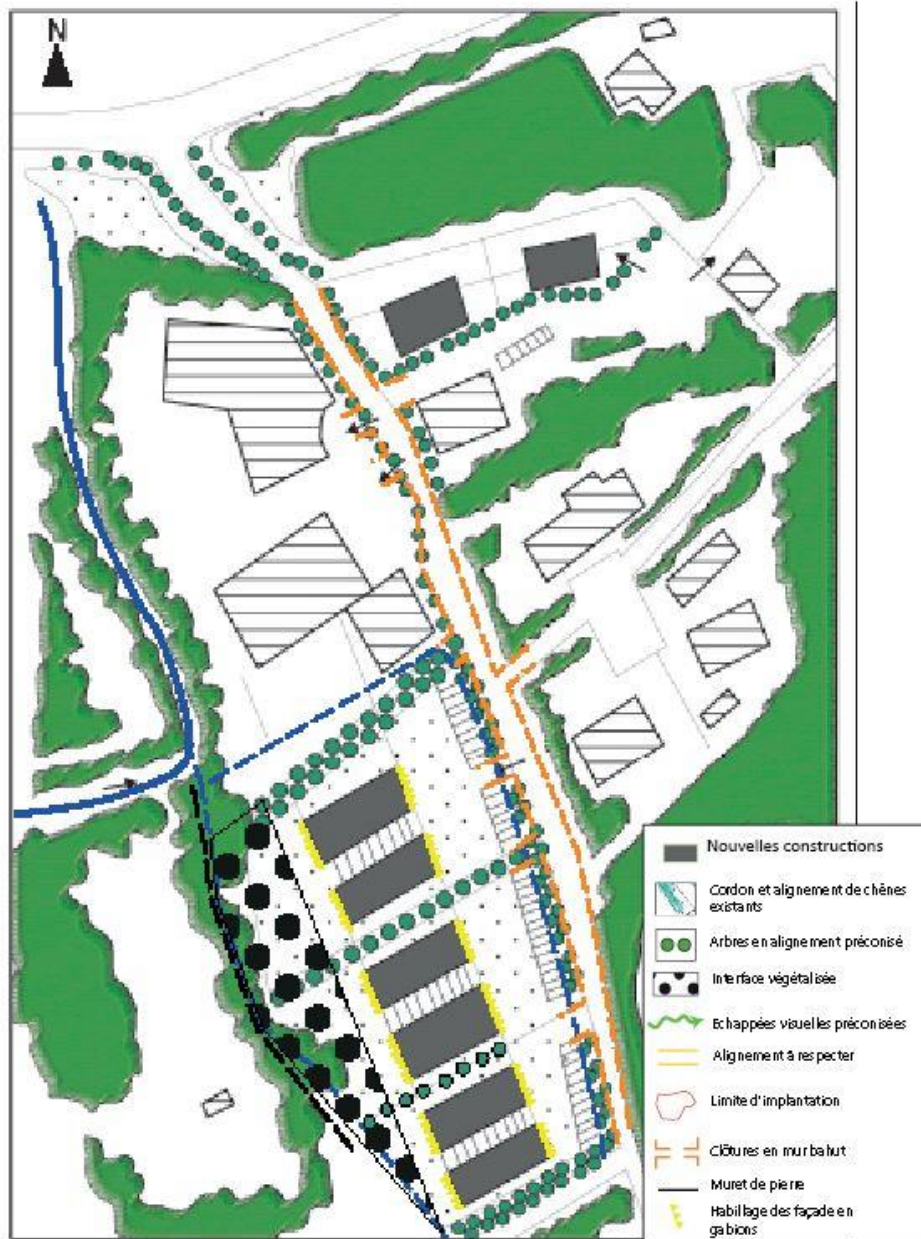 N
Nouvelles constructions
Cordon et alignement de chênes
existants
Arbres en alignement préconisé
Interface végétalisée
Echappées visuelles préconisées
Alignement à respecter
Limite d'implantation
Clôtures en mur bahut
Muret de pierre
Habillage des façade en
gabions